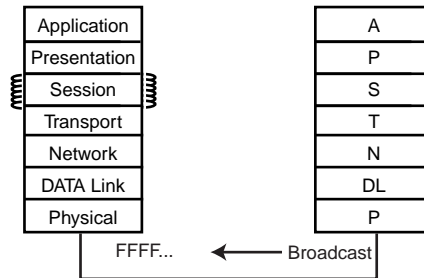 Application
Presentation
Session
Transport
Network
DATA Link
Physical
A
P
S
T
N
DL
P
FFFF... Broadcast